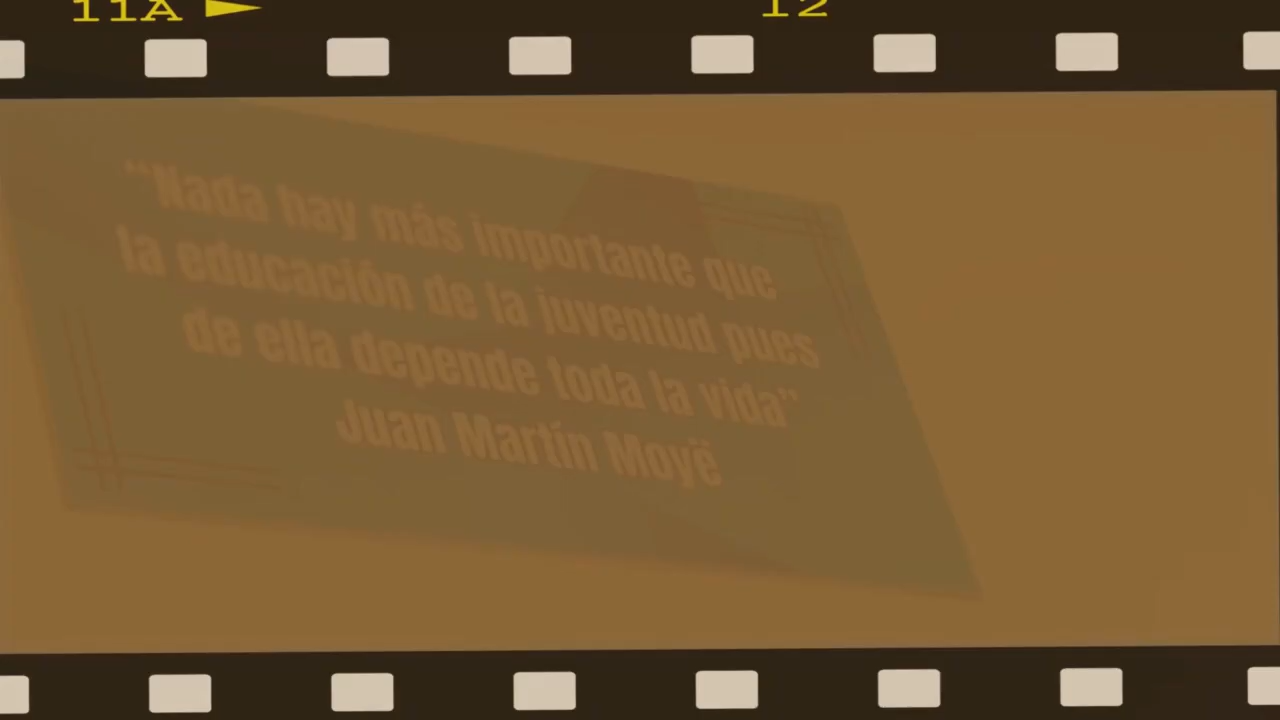 11A 12
“Nada hay más importante que
la educación de la juventud pues
de ella depende toda la vida”
Juan Martín Moyë